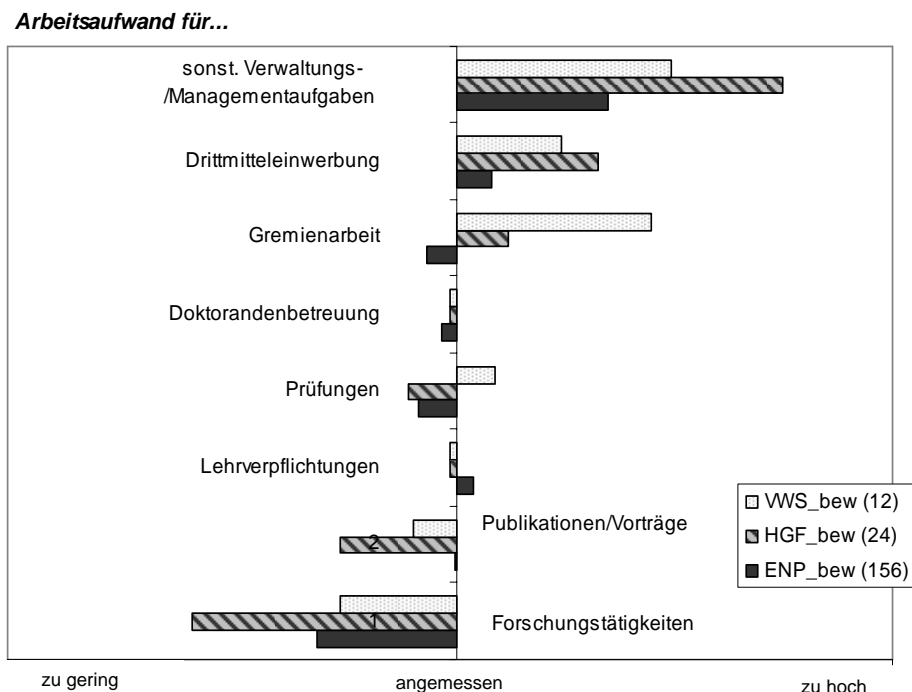 Arbeitsaufwand für...
sonst. Verwaltungs-
/Managementaufgaben
Drittmitteleinwerbung
Gremienarbeit
Doktorandenbetreuung
Prüfungen
Lehrverpflichtungen
Publikationen/Vorträge
2
Forschungstätigkeiten
1
VWS_bew (12)
HGF_bew (24)
ENP_bew (156)
zu gering
angemessen
zu hoch